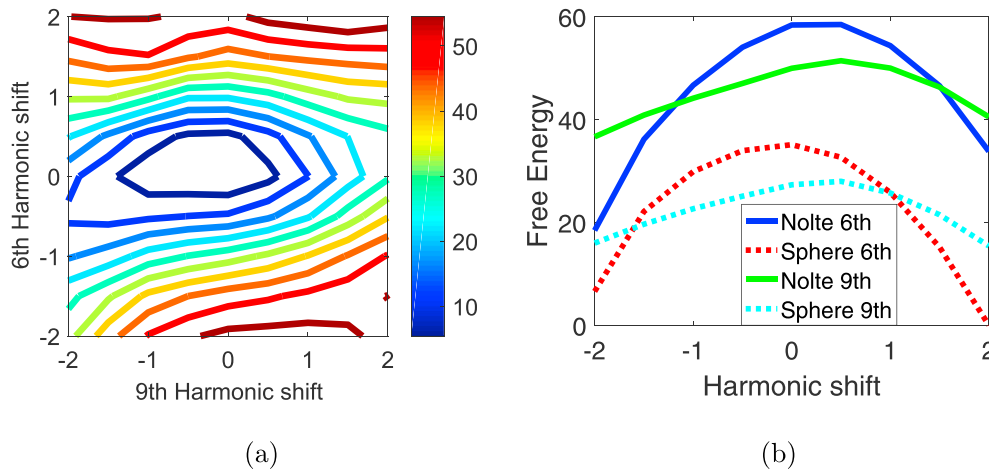 2
1
0
-1
-2
-2
-1
0
1
2
6th Harmonic shift
9th Harmonic shift
50
40
30
20
10
(a)
60
40
20
0
-2
-1
0
1
2
Free Energy
Harmonic shift
Nolte 6th
Sphere 6th
Nolte 9th
Sphere 9th
(b)